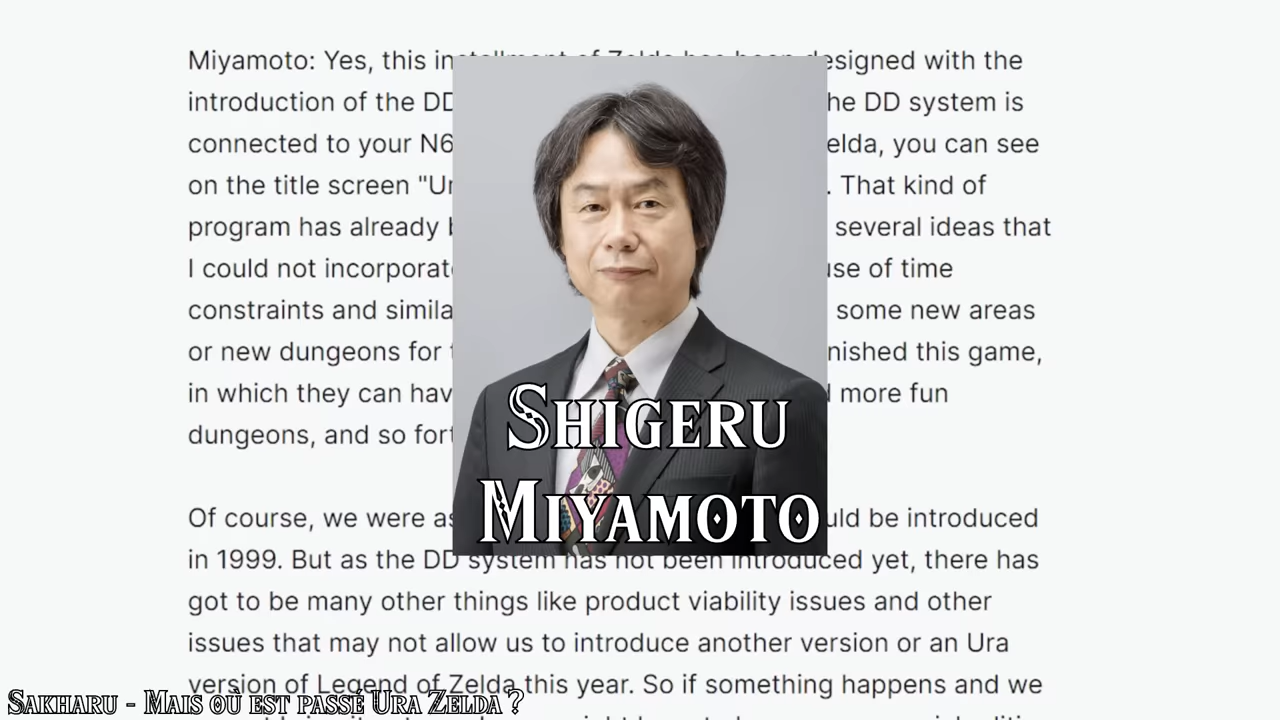 Miyamoto: Yes, this designed with the
introduction of the DD he DD system is
connected to your N6 elda, you can see
on the title screen "Ur . That kind of
program has already b several ideas that
I could not incorporate use of time
constraints and simila some new areas
or new dungeons for nished this game,
in which they can hav d more fun
dungeons, and so fort
SHIGERU
MIYAMOTO
Of course, we were as uld be introduced
in 1999. But as the DD system has not been introduced yet, there has
got to be many other things like product viability issues and other
issues that may not allow us to introduce another version or an Ura
version of Legend of Zelda this year. So if something happens and we
SAKHARU - MAIS OÙ EST PASSÉ URA ZELDA ?